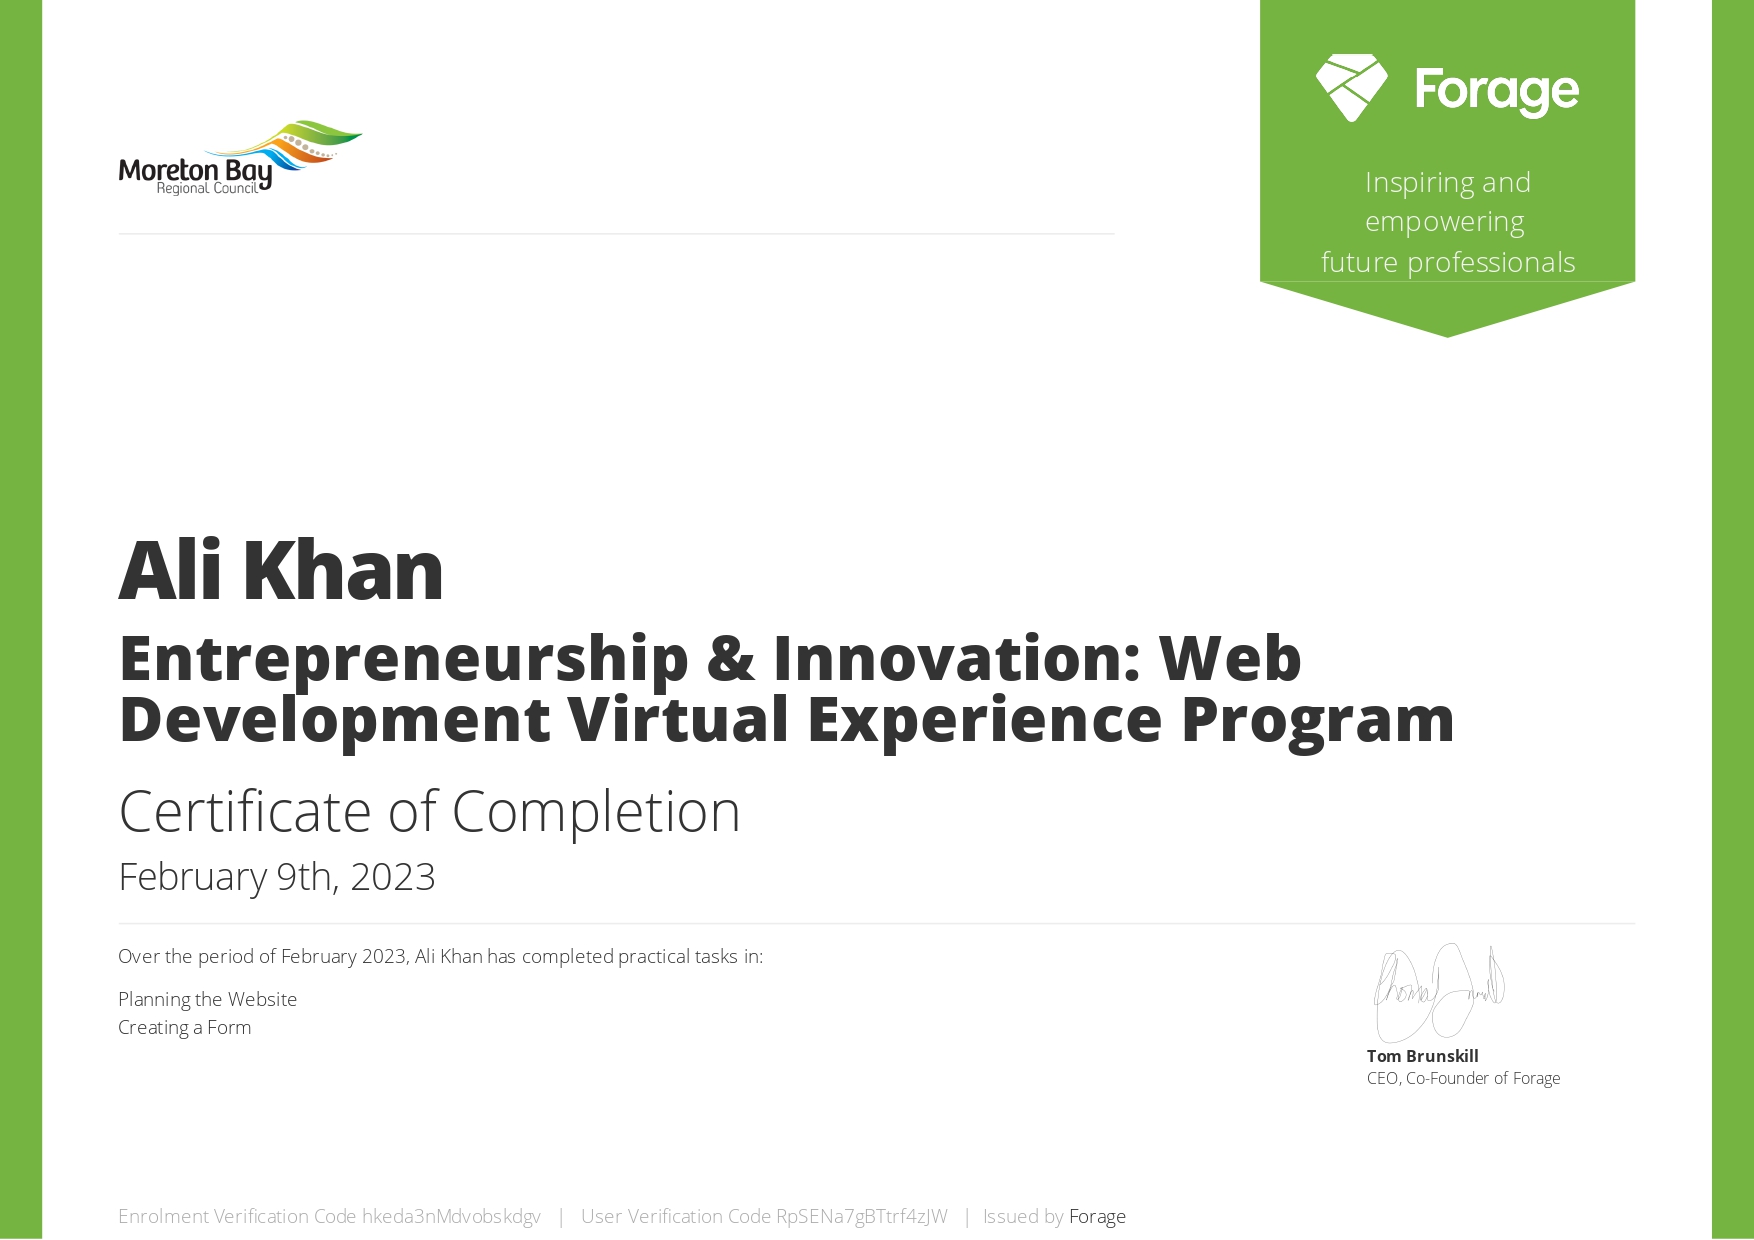 Moreton Bay
Regional Council
Forage
Inspiring and
empowering
future professionals
Ali Khan
Entrepreneurship & Innovation: Web
Development Virtual Experience Program
Certificate of Completion
February 9th, 2023
Over the period of February 2023, Ali Khan has completed practical tasks in:
Planning the Website
Creating a Form
Tom Brunskill
CEO, Co-Founder of Forage
Enrolment Verification Code hkeda3nMdvobskdgv | User Verification Code RpSENa7gBTtrf4zJW | Issued by Forage